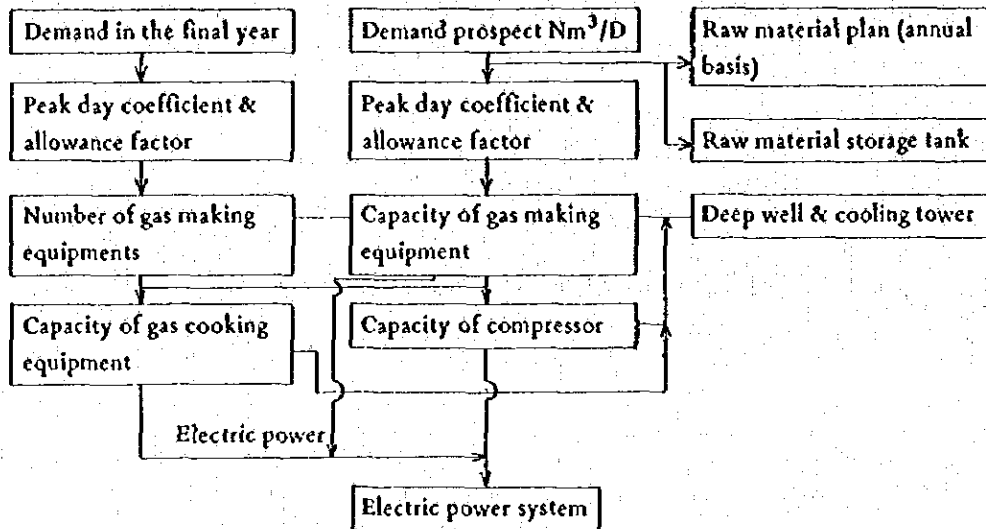 Demand in the final year
Demand prospect Nm³/D
Raw material plan (annual
basis)
Peak day coefficient &
allowance factor
Peak day coefficient &
allowance factor
Raw material storage tank
Number of gas making
equipments
Capacity of gas making
equipment
Deep well & cooling tower
Capacity of gas cooking
equipment
Capacity of compressor
Electric power
Electric power system